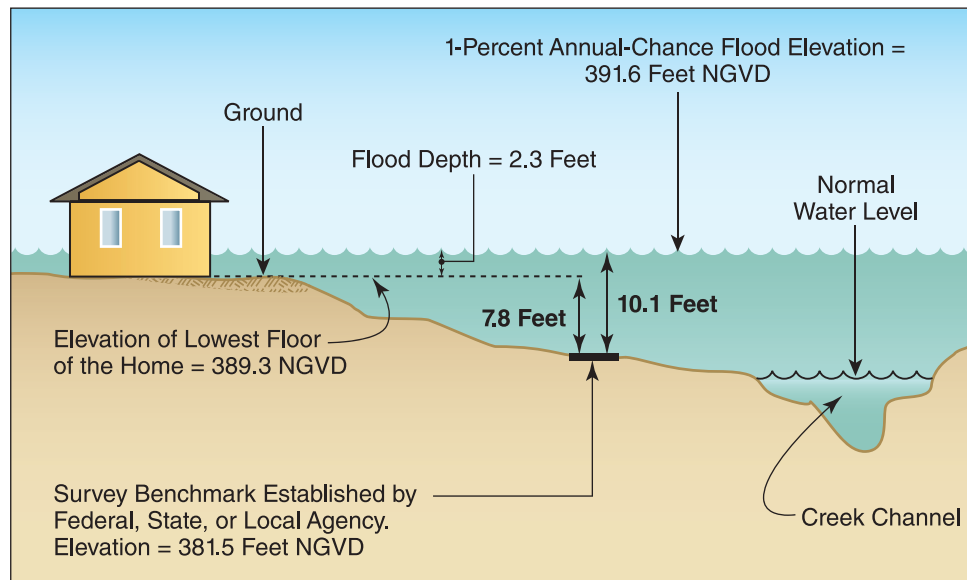 1-Percent Annual-Chance Flood Elevation =
391.6 Feet NGVD
Ground
Flood Depth = 2.3 Feet
Normal
Water Level
7.8 Feet
10.1 Feet
Elevation of Lowest Floor
of the Home = 389.3 NGVD
Survey Benchmark Established by
Federal, State, or Local Agency.
Elevation = 381.5 Feet NGVD
Creek Channel